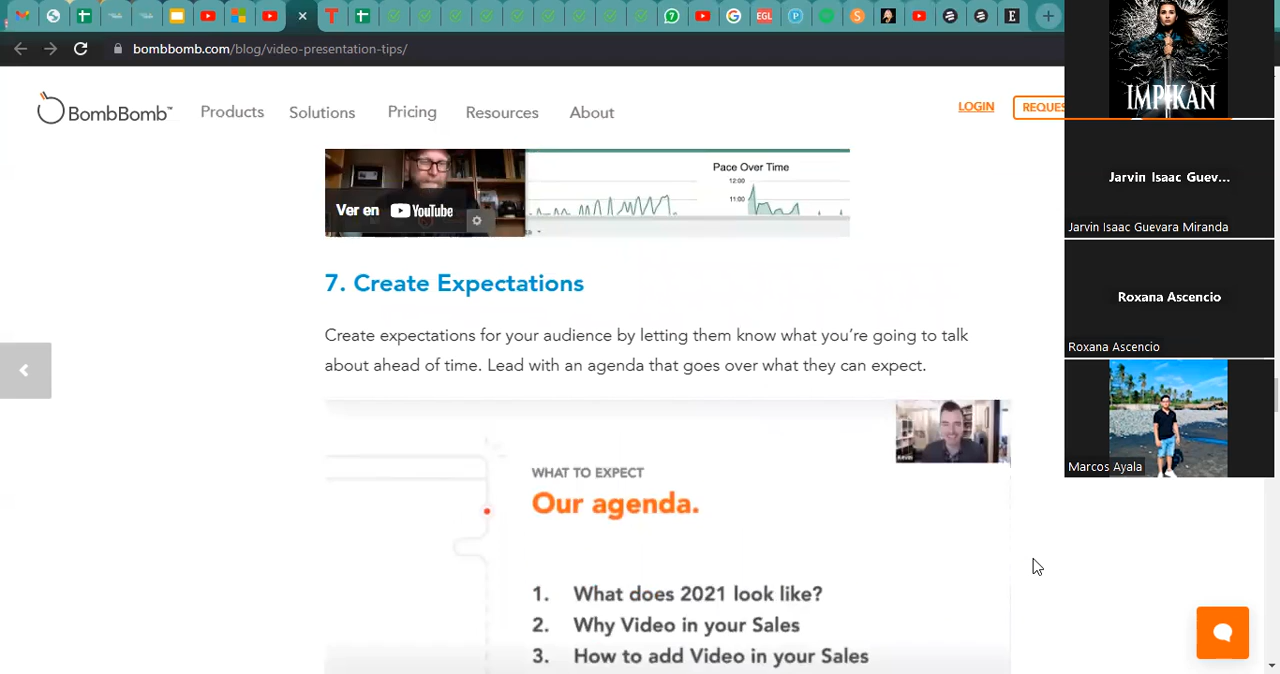 bombbomb.com/blog/video-presentation-tips/
BombBomb™
Products
Solutions
Pricing
Resources
About
LOGIN
REQUE
Ver en YouTube
Pace Over Time
12:00
11:00
7. Create Expectations
Create expectations for your audience by letting them know what you’re going to talk
about ahead of time. Lead with an agenda that goes over what they can expect.
Kevin
WHAT TO EXPECT
Our agenda.
1. What does 2021 look like?
2. Why Video in your Sales
3. How to add Video in your Sales
IMPIKAN
Jarvin Isaac Guev...
Jarvin Isaac Guevara Miranda
Roxana Ascencio
Roxana Ascencio
Marcos Ayala
EGL